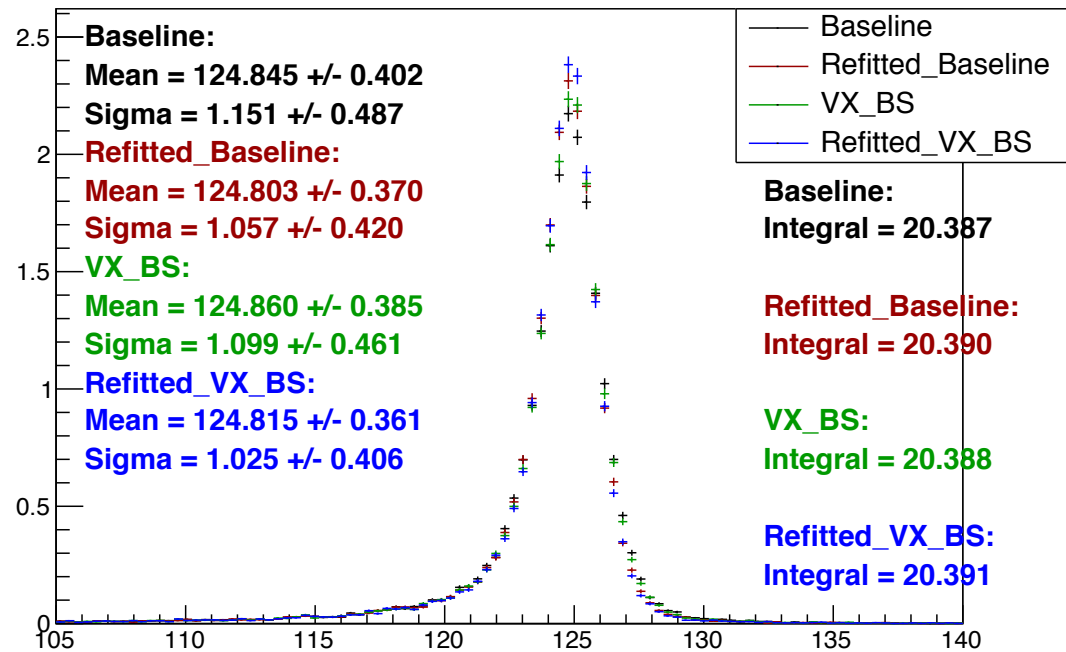 Baseline:
Mean = 124.845 +/- 0.402
Sigma = 1.151 +/- 0.487
Refitted_Baseline:
Mean = 124.803 +/- 0.370
Sigma = 1.057 +/- 0.420
VX_BS:
Mean = 124.860 +/- 0.385
Sigma = 1.099 +/- 0.461
Refitted_VX_BS:
Mean = 124.815 +/- 0.361
Sigma = 1.025 +/- 0.406
Baseline
Refitted_Baseline
VX_BS
Refitted_VX_BS
Baseline:
Integral = 20.387
Refitted_Baseline:
Integral = 20.390
VX_BS:
Integral = 20.388
Refitted_VX_BS:
Integral = 20.391
2.5
2
1.5
1
0.5
0
105 110 115 120 125 130 135 140